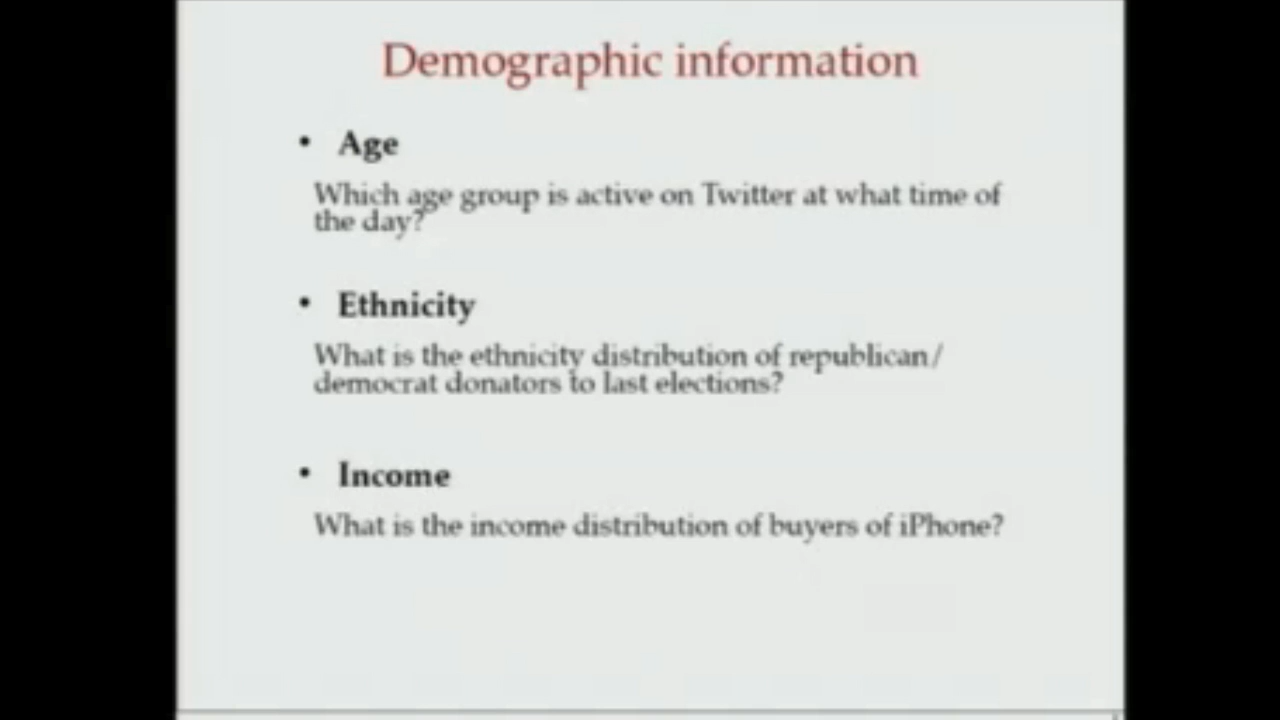 Demographic information
• Age
Which age group is active on Twitter at what time of
the day?
• Ethnicity
What is the ethnicity distribution of republican/
democrat donators to last elections?
• Income
What is the income distribution of buyers of iPhone?